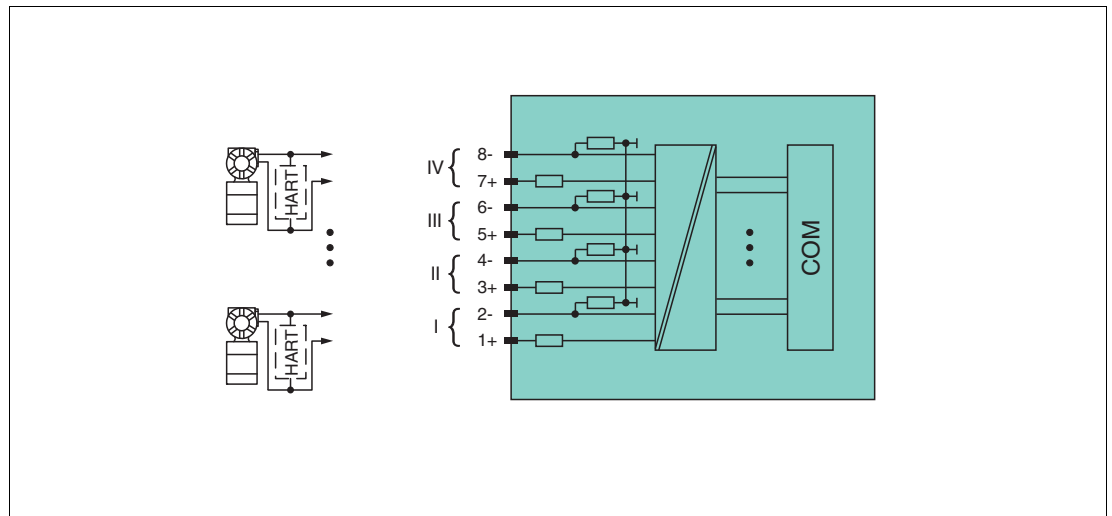 HART
HART
IV
8-
7+
III
6-
5+
II
4-
3+
I
2-
1+
COM